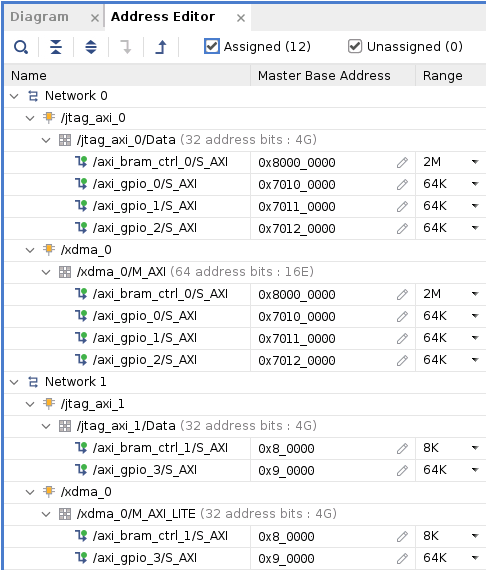 Diagram × Address Editor ×
Assigned (12) Unassigned (0)
Name Master Base Address Range
Network 0
/jtag_axi_0
/jtag_axi_0/Data (32 address bits : 4G)
/axi_bram_ctrl_0/S_AXI 0x8000_0000 2M
/axi_gpio_0/S_AXI 0x7010_0000 64K
/axi_gpio_1/S_AXI 0x7011_0000 64K
/axi_gpio_2/S_AXI 0x7012_0000 64K
/xdma_0
/xdma_0/M_AXI (64 address bits : 16E)
/axi_bram_ctrl_0/S_AXI 0x8000_0000 2M
/axi_gpio_0/S_AXI 0x7010_0000 64K
/axi_gpio_1/S_AXI 0x7011_0000 64K
/axi_gpio_2/S_AXI 0x7012_0000 64K
Network 1
/jtag_axi_1
/jtag_axi_1/Data (32 address bits : 4G)
/axi_bram_ctrl_1/S_AXI 0x8_0000 8K
/axi_gpio_3/S_AXI 0x9_0000 64K
/xdma_0
/xdma_0/M_AXI_LITE (32 address bits : 4G)
/axi_bram_ctrl_1/S_AXI 0x8_0000 8K
/axi_gpio_3/S_AXI 0x9_0000 64K